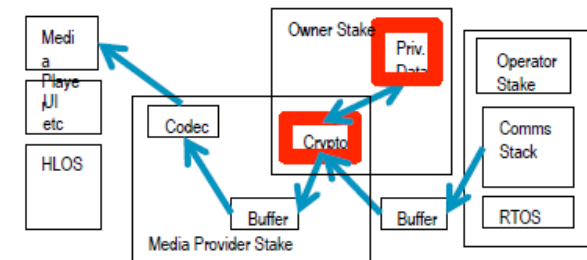 Medi
a
Playe
r
UI
etc
HLOS
Owner Stake
Priv.
Data
Codec
Crypto
Buffer
Media Provider Stake
Buffer
Operator
Stake
Comms
Stack
RTOS